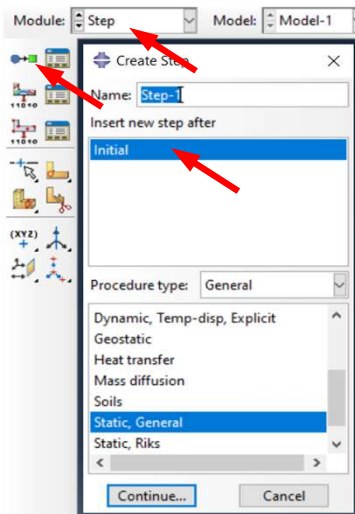 Module: Step Model: Model-1
Create Step
Name: Step-1
Insert new step after
Initial
(XYZ)
Procedure type: General
Dynamic, Temp-disp, Explicit
Geostatic
Heat transfer
Mass diffusion
Soils
Static, General
Static, Riks
Continue... Cancel